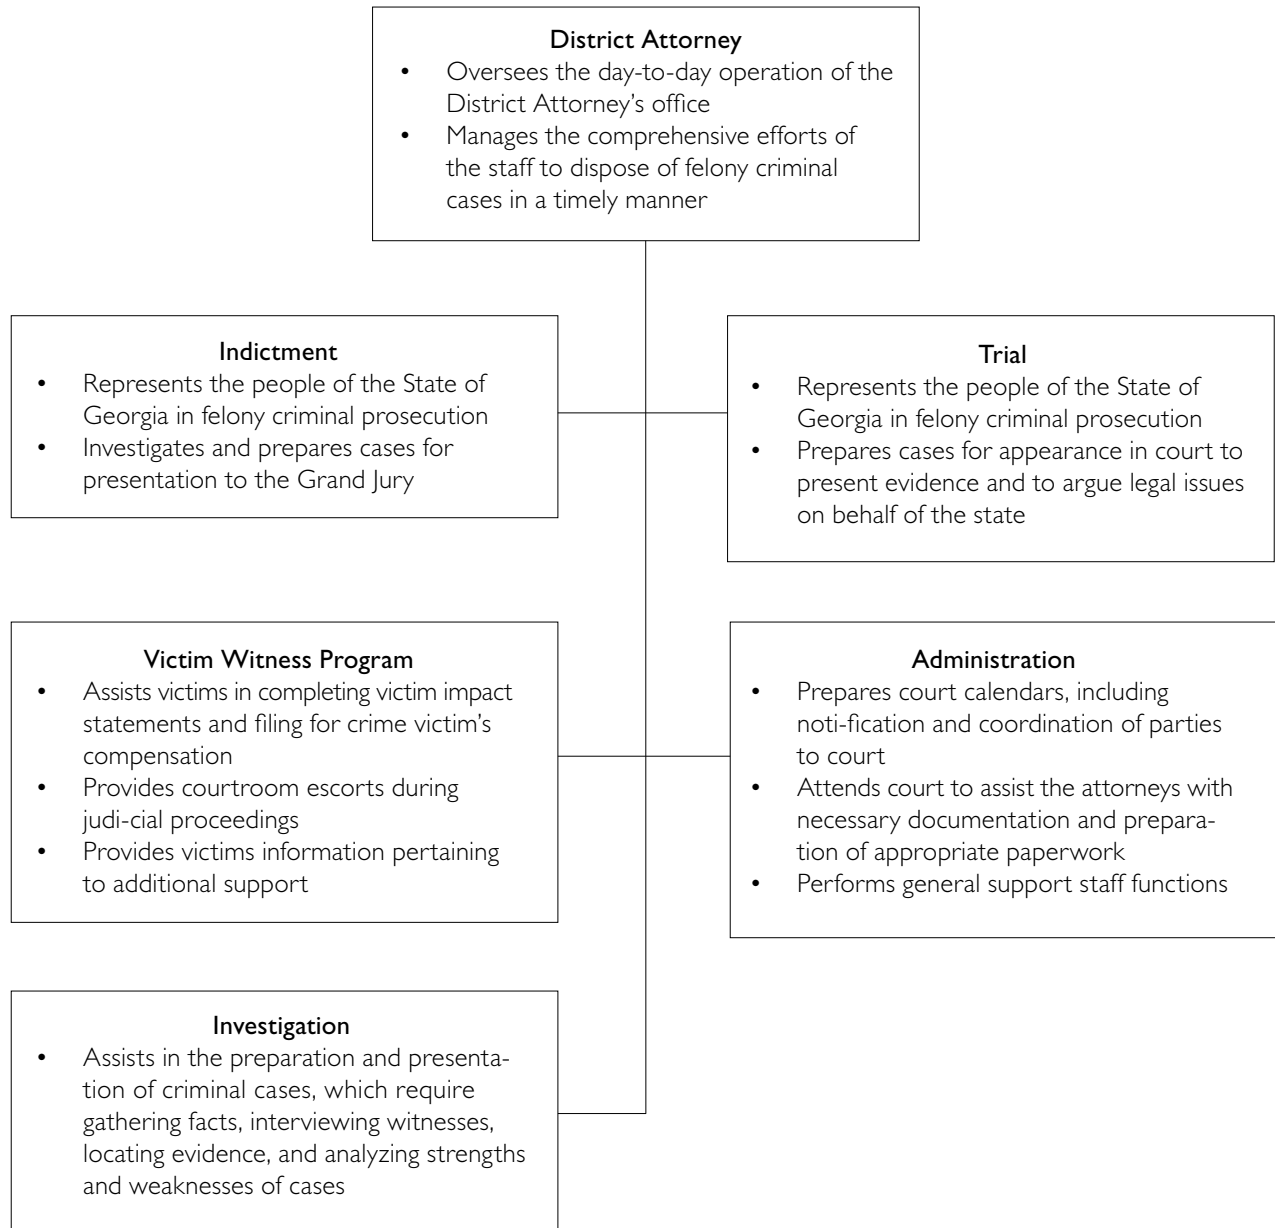 District Attorney
• Oversees the day-to-day operation of the
District Attorney’s office
• Manages the comprehensive efforts of
the staff to dispose of felony criminal
cases in a timely manner
Indictment
• Represents the people of the State of
Georgia in felony criminal prosecution
• Investigates and prepares cases for
presentation to the Grand Jury
Trial
• Represents the people of the State of
Georgia in felony criminal prosecution
• Prepares cases for appearance in court to
present evidence and to argue legal issues
on behalf of the state
Victim Witness Program
• Assists victims in completing victim impact
statements and filing for crime victim’s
compensation
• Provides courtroom escorts during
judi-cial proceedings
• Provides victims information pertaining
to additional support
Administration
• Prepares court calendars, including
noti-fication and coordination of parties
to court
• Attends court to assist the attorneys with
necessary documentation and prepara-
tion of appropriate paperwork
• Performs general support staff functions
Investigation
• Assists in the preparation and presenta-
tion of criminal cases, which require
gathering facts, interviewing witnesses,
locating evidence, and analyzing strengths
and weaknesses of cases